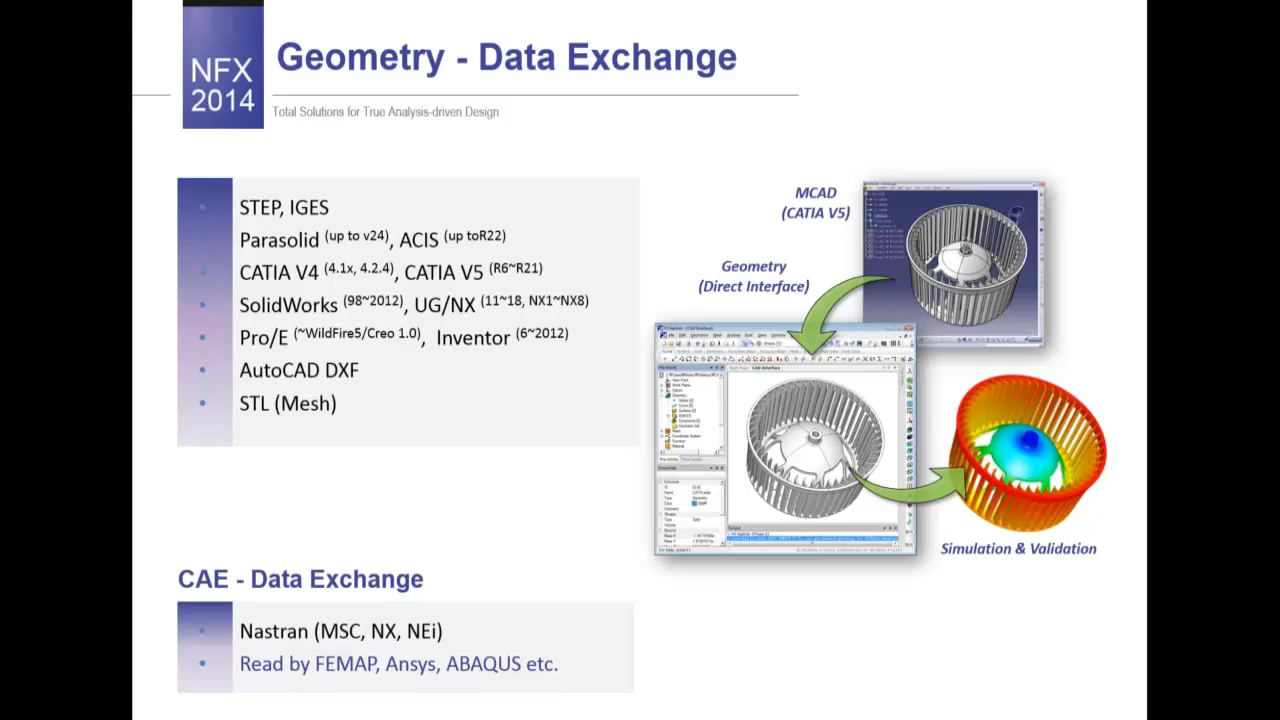 NFX
2014
Geometry - Data Exchange
Total Solutions for True Analysis-driven Design
STEP, IGES
Parasolid (up to v24), ACIS (up toR22)
CATIA V4 (4.1x, 4.2.4), CATIA V5 (R6~R21)
SolidWorks (98~2012), UG/NX (11~18, NX1~NX8)
Pro/E (~WildFire5/Creo 1.0), Inventor (6~2012)
AutoCAD DXF
STL (Mesh)
MCAD
(CATIA V5)
Geometry
(Direct Interface)
Simulation & Validation
CAE - Data Exchange
Nastran (MSC, NX, NEi)
Read by FEMAP, Ansys, ABAQUS etc.